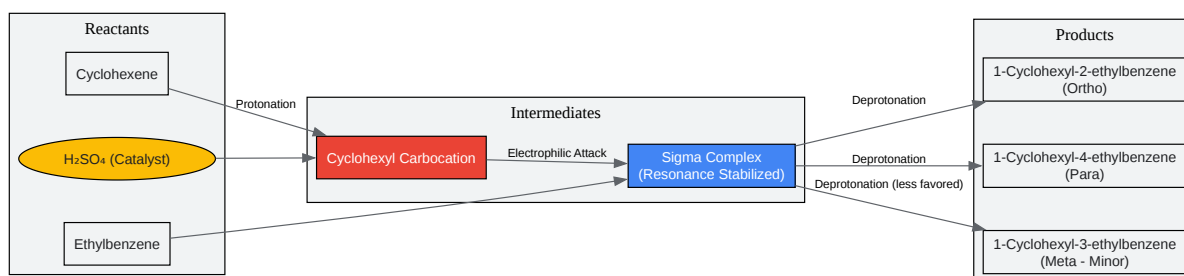 Reactants
Cyclohexene
Protonation
H₂SO₄ (Catalyst)
Ethylbenzene
Intermediates
Cyclohexyl Carbocation
Electrophilic Attack
Sigma Complex
(Resonance Stabilized)
Deprotonation
Deprotonation
Deprotonation (less favored)
Products
1-Cyclohexyl-2-ethylbenzene
(Ortho)
1-Cyclohexyl-4-ethylbenzene
(Para)
1-Cyclohexyl-3-ethylbenzene
(Meta - Minor)